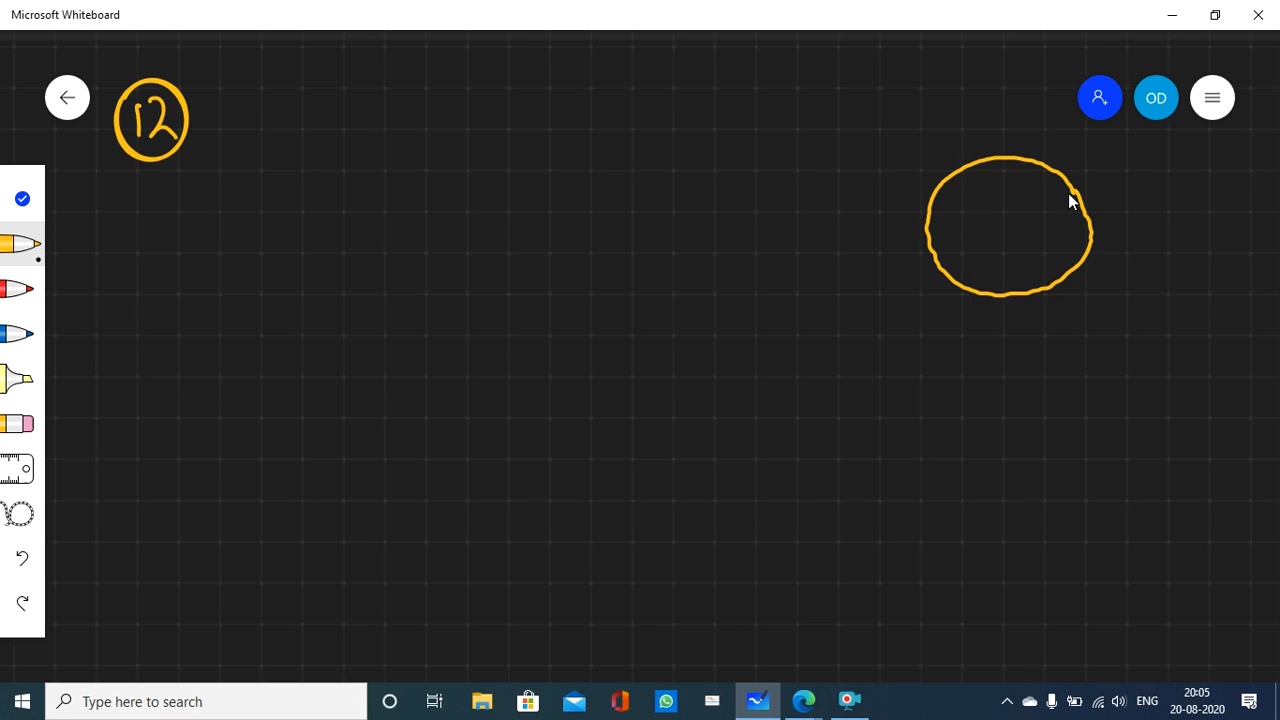 Microsoft Whiteboard
12
OD
Type here to search
ENG
20:05
20-08-2020